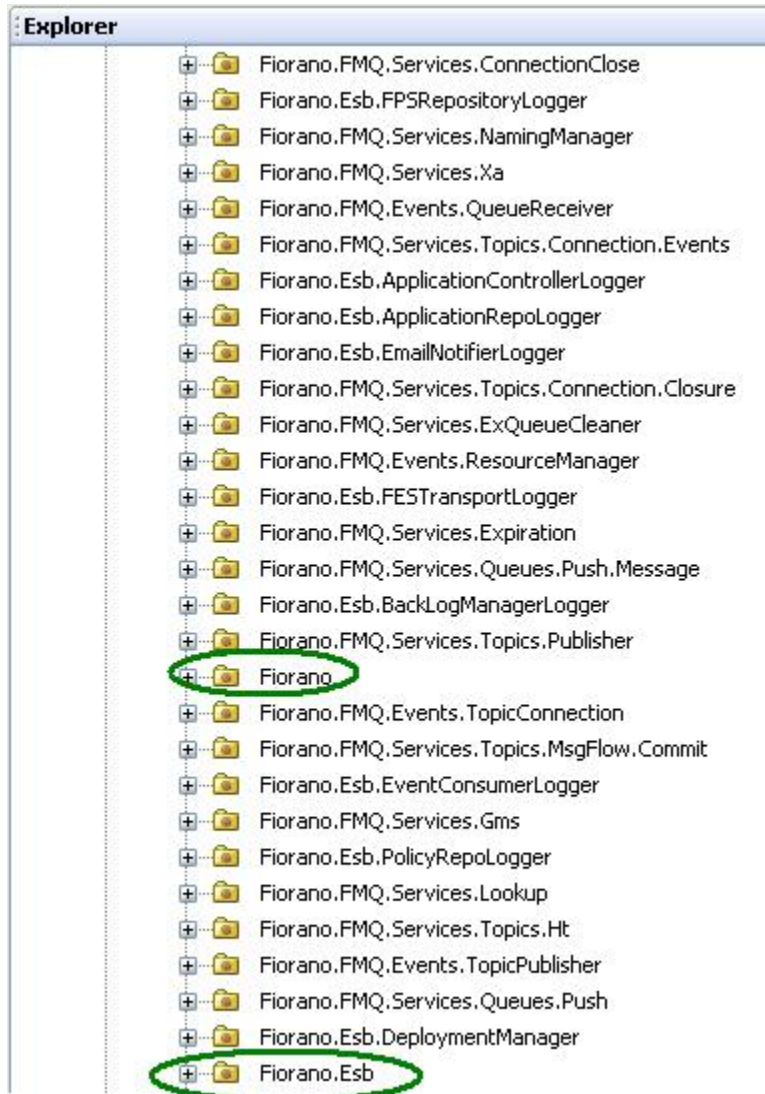 Explorer
Fiorano.FMQ.Services.ConnectionClose
Fiorano.Esb.FPSRepositoryLogger
Fiorano.FMQ.Services.NamingManager
Fiorano.FMQ.Services.Xa
Fiorano.FMQ.Events.QueueReceiver
Fiorano.FMQ.Services.Topics.Connection.Events
Fiorano.Esb.ApplicationControllerLogger
Fiorano.Esb.ApplicationRepoLogger
Fiorano.Esb.EmailNotifierLogger
Fiorano.FMQ.Services.Topics.Connection.Closure
Fiorano.FMQ.Services.ExQueueCleaner
Fiorano.FMQ.Events.ResourceManager
Fiorano.Esb.FESTransportLogger
Fiorano.FMQ.Services.Expiration
Fiorano.FMQ.Services.Queues.Push.Message
Fiorano.Esb.BackLogManagerLogger
Fiorano.FMQ.Services.Topics.Publisher
Fiorano
Fiorano.FMQ.Events.TopicConnection
Fiorano.FMQ.Services.Topics.MsgFlow.Commit
Fiorano.Esb.EventConsumerLogger
Fiorano.FMQ.Services.Gms
Fiorano.Esb.PolicyRepoLogger
Fiorano.FMQ.Services.Lookup
Fiorano.FMQ.Services.Topics.Ht
Fiorano.FMQ.Events.TopicPublisher
Fiorano.FMQ.Services.Queues.Push
Fiorano.Esb.DeploymentManager
Fiorano.Esb